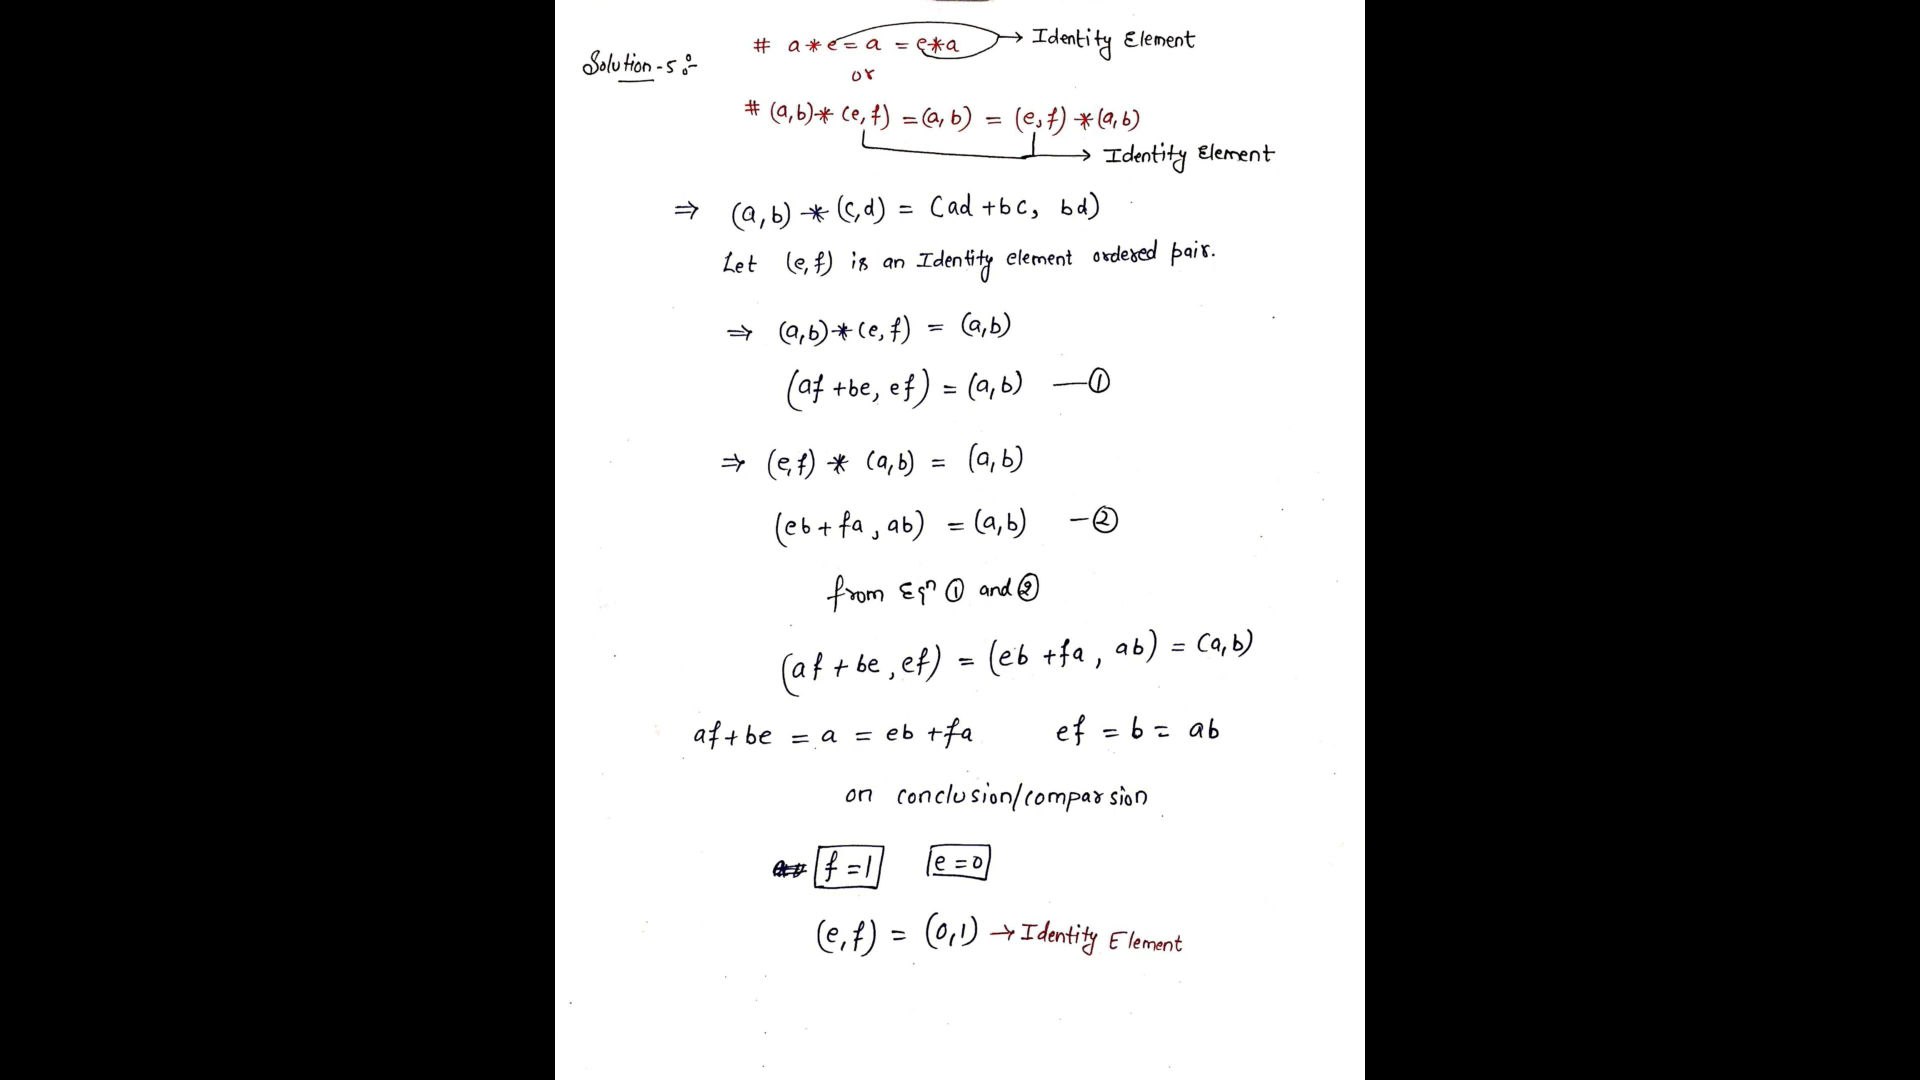 Solution-5:-
# a*e = a = e*a → Identity Element
or
# (a,b)*(e,f) = (a,b) = (e,f)*(a,b)
→ Identity Element
⇒ (a,b)*(c,d) = (ad+bc, bd)
Let (e,f) is an Identity element ordered pair.
⇒ (a,b)*(e,f) = (a,b)
(af+be, ef) = (a,b) —①
⇒ (e,f) * (a,b) = (a,b)
(eb+fa, ab) = (a,b) -②
from Eqⁿ ① and ②
(af+be, ef) = (eb+fa, ab) = (a,b)
af+be = a = eb+fa ef = b = ab
on conclusion/comparsion
f=1 e=0
(e,f) = (0,1) → Identity Element